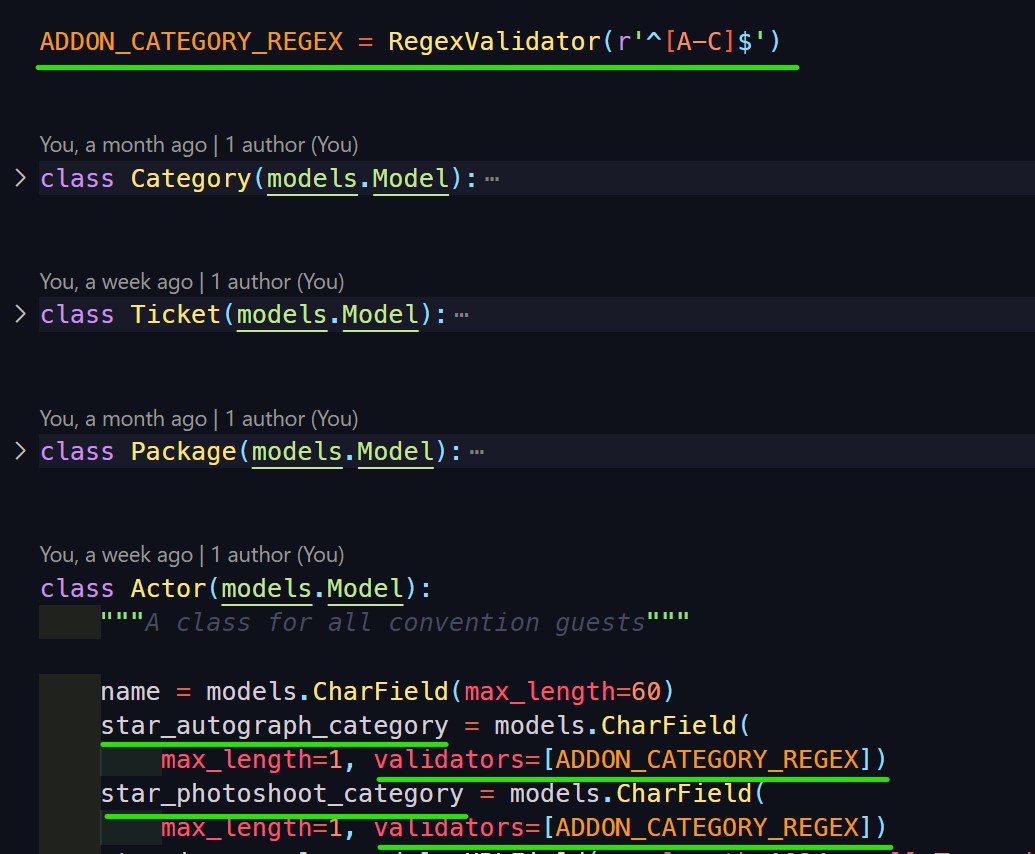 ADDON_CATEGORY_REGEX = RegexValidator(r'^[A-C]$')
You, a month ago | 1 author (You)
class Category(models.Model): ⋯
You, a week ago | 1 author (You)
class Ticket(models.Model): ⋯
You, a month ago | 1 author (You)
class Package(models.Model): ⋯
You, a week ago | 1 author (You)
class Actor(models.Model):
"""A class for all convention guests"""
name = models.CharField(max_length=60)
star_autograph_category = models.CharField(
max_length=1, validators=[ADDON_CATEGORY_REGEX])
star_photoshoot_category = models.CharField(
max_length=1, validators=[ADDON_CATEGORY_REGEX])